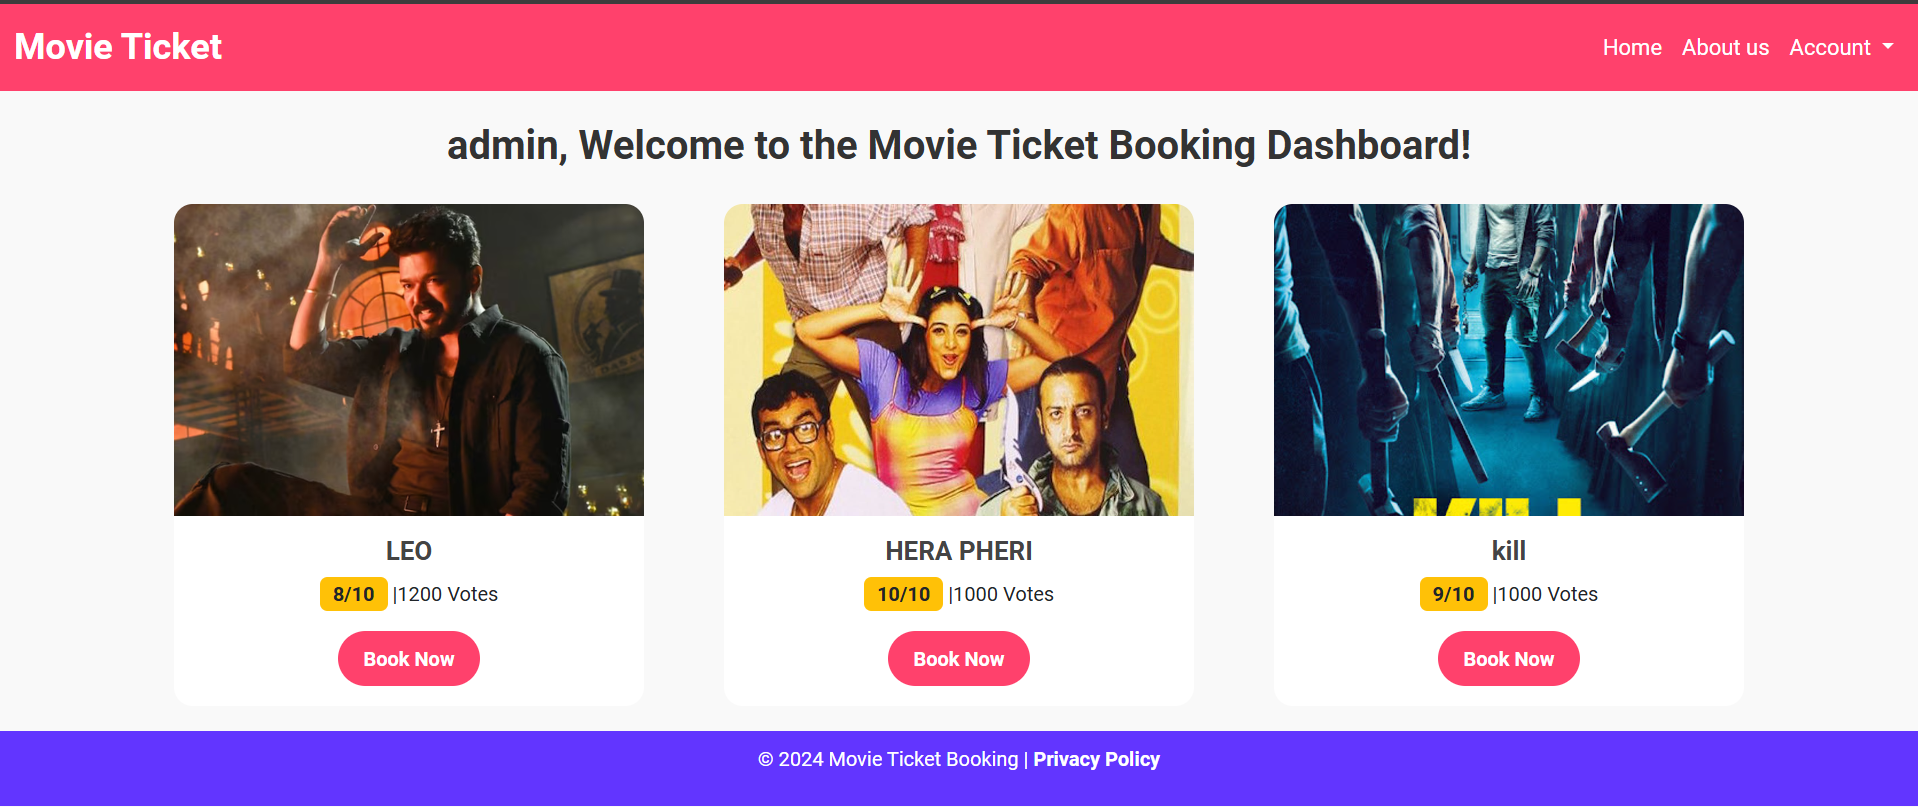 Movie Ticket
Home About us Account
admin, Welcome to the Movie Ticket Booking Dashboard!
LEO
8/10 |1200 Votes
Book Now
HERA PHERI
10/10 |1000 Votes
Book Now
kill
9/10 |1000 Votes
Book Now
© 2024 Movie Ticket Booking | Privacy Policy